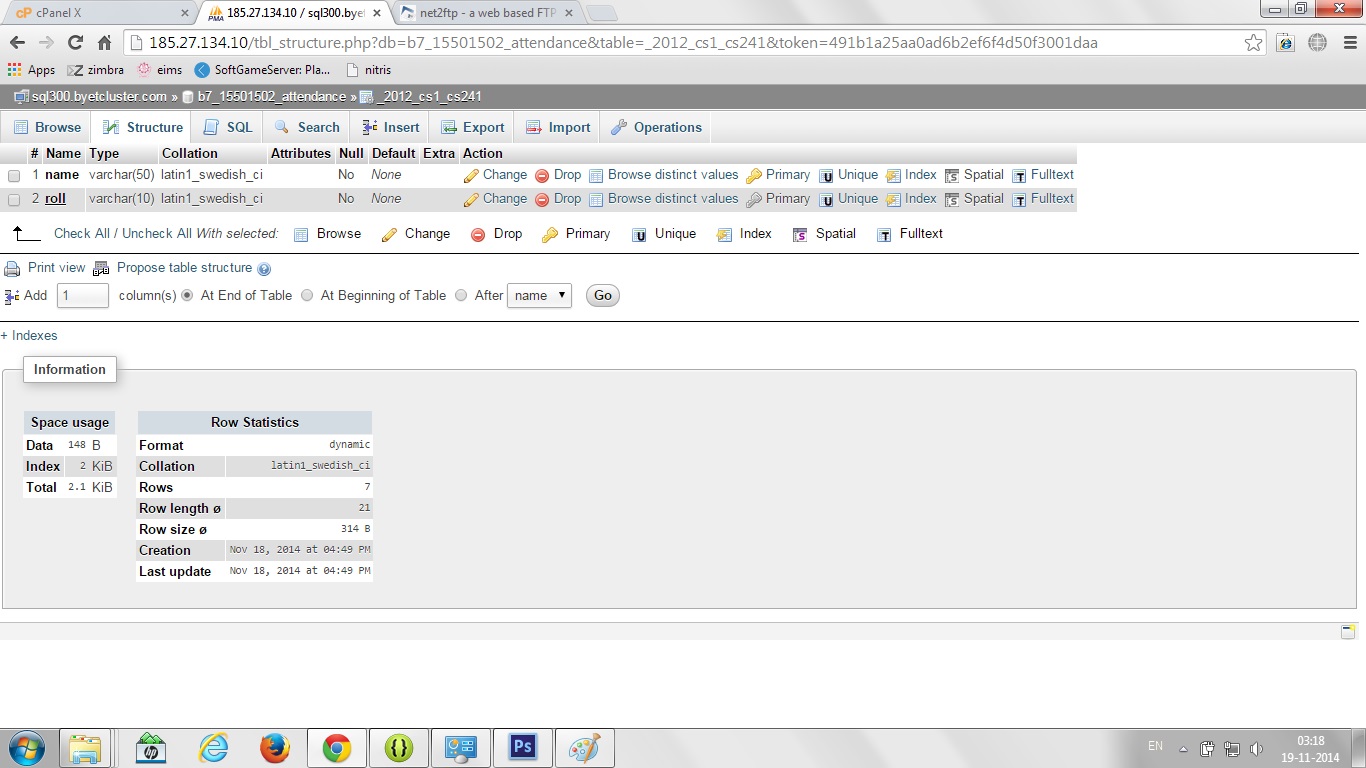 cPanel X
185.27.134.10 / sql300.bye
net2ftp - a web based FTP
185.27.134.10/tbl_structure.php?db=b7_15501502_attendance&table=_2012_cs1_cs241&token=491b1a25aa0ad6b2ef6f4d50f3001daa
Apps zimbra eims SoftGameServer: Pla... nitris
sql300.byetcluster.com » b7_15501502_attendance » _2012_cs1_cs241
Browse Structure SQL Search Insert Export Import Operations
# Name Type Collation Attributes Null Default Extra Action
1 name varchar(50) latin1_swedish_ci No None Change Drop Browse distinct values Primary Unique Index Spatial Fulltext
2 roll varchar(10) latin1_swedish_ci No None Change Drop Browse distinct values Primary Unique Index Spatial Fulltext
Check All / Uncheck All With selected: Browse Change Drop Primary Unique Index Spatial Fulltext
Print view Propose table structure
Add 1 column(s) At End of Table At Beginning of Table After name Go
+ Indexes
Information
Space usage
Data 148 B
Index 2 KiB
Total 2.1 KiB
Row Statistics
Format dynamic
Collation latin1_swedish_ci
Rows 7
Row length ø 21
Row size ø 314 B
Creation Nov 18, 2014 at 04:49 PM
Last update Nov 18, 2014 at 04:49 PM
EN 03:18
19-11-2014